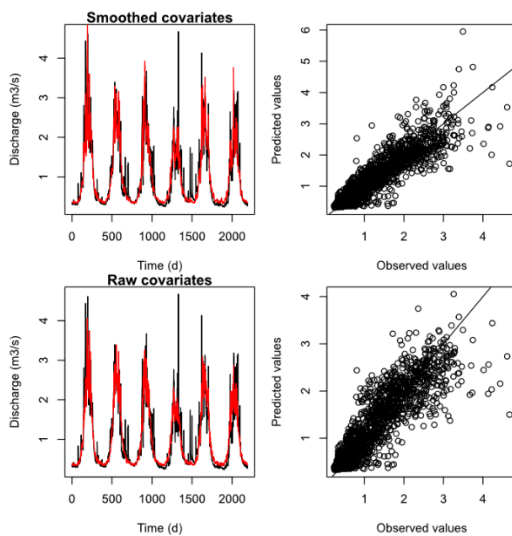 Smoothed covariates
Discharge (m3/s)
4
3
2
1
0 500 1000 1500 2000
Time (d)
Predicted values
6
5
4
3
2
1
1 2 3 4
Observed values
Raw covariates
Discharge (m3/s)
4
3
2
1
0 500 1000 1500 2000
Time (d)
Predicted values
4
3
2
1
1 2 3 4
Observed values